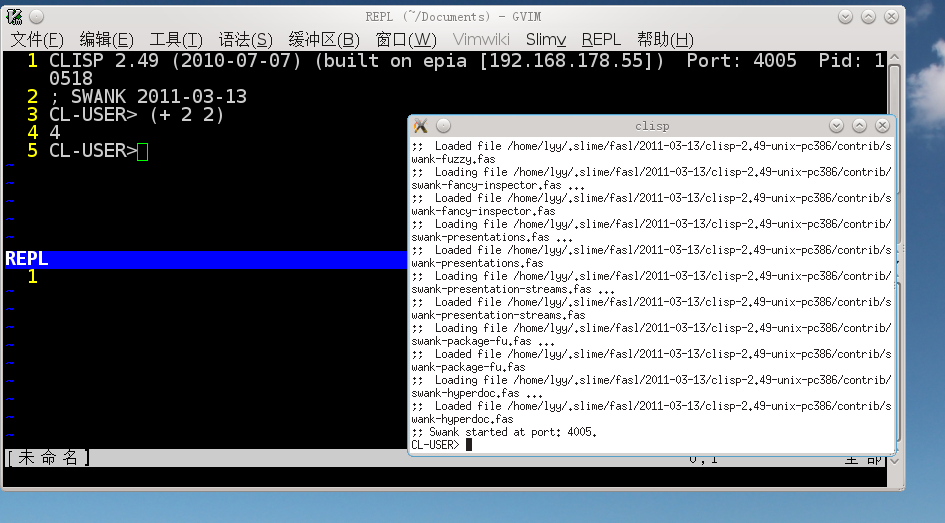 REPL (~/Documents) - GVIM
文件(F) 编辑(E) 工具(T) 语法(S) 缓冲区(B) 窗口(W) Vimwiki Slimv REPL 帮助(H)
1 CLISP 2.49 (2010-07-07) (built on epia [192.168.178.55])  Port: 4005  Pid: 1
0518
2 ; SWANK 2011-03-13
3 CL-USER> (+ 2 2)
4 4
5 CL-USER>
REPL
1
[未命名]
0,1
全部
clisp
;;  Loaded file /home/lyy/.slime/fasl/2011-03-13/clisp-2.49-unix-pc386/contrib/s
wank-fuzzy.fas
;;  Loading file /home/lyy/.slime/fasl/2011-03-13/clisp-2.49-unix-pc386/contrib/
swank-fancy-inspector.fas ...
;;  Loaded file /home/lyy/.slime/fasl/2011-03-13/clisp-2.49-unix-pc386/contrib/s
wank-fancy-inspector.fas
;;  Loading file /home/lyy/.slime/fasl/2011-03-13/clisp-2.49-unix-pc386/contrib/
swank-presentations.fas ...
;;  Loaded file /home/lyy/.slime/fasl/2011-03-13/clisp-2.49-unix-pc386/contrib/s
wank-presentations.fas
;;  Loading file /home/lyy/.slime/fasl/2011-03-13/clisp-2.49-unix-pc386/contrib/
swank-presentation-streams.fas ...
;;  Loaded file /home/lyy/.slime/fasl/2011-03-13/clisp-2.49-unix-pc386/contrib/s
wank-presentation-streams.fas
;;  Loading file /home/lyy/.slime/fasl/2011-03-13/clisp-2.49-unix-pc386/contrib/
swank-package-fu.fas ...
;;  Loaded file /home/lyy/.slime/fasl/2011-03-13/clisp-2.49-unix-pc386/contrib/s
wank-package-fu.fas
;;  Loading file /home/lyy/.slime/fasl/2011-03-13/clisp-2.49-unix-pc386/contrib/
swank-hyperdoc.fas ...
;;  Loaded file /home/lyy/.slime/fasl/2011-03-13/clisp-2.49-unix-pc386/contrib/s
wank-hyperdoc.fas
;; Swank started at port: 4005.
CL-USER>